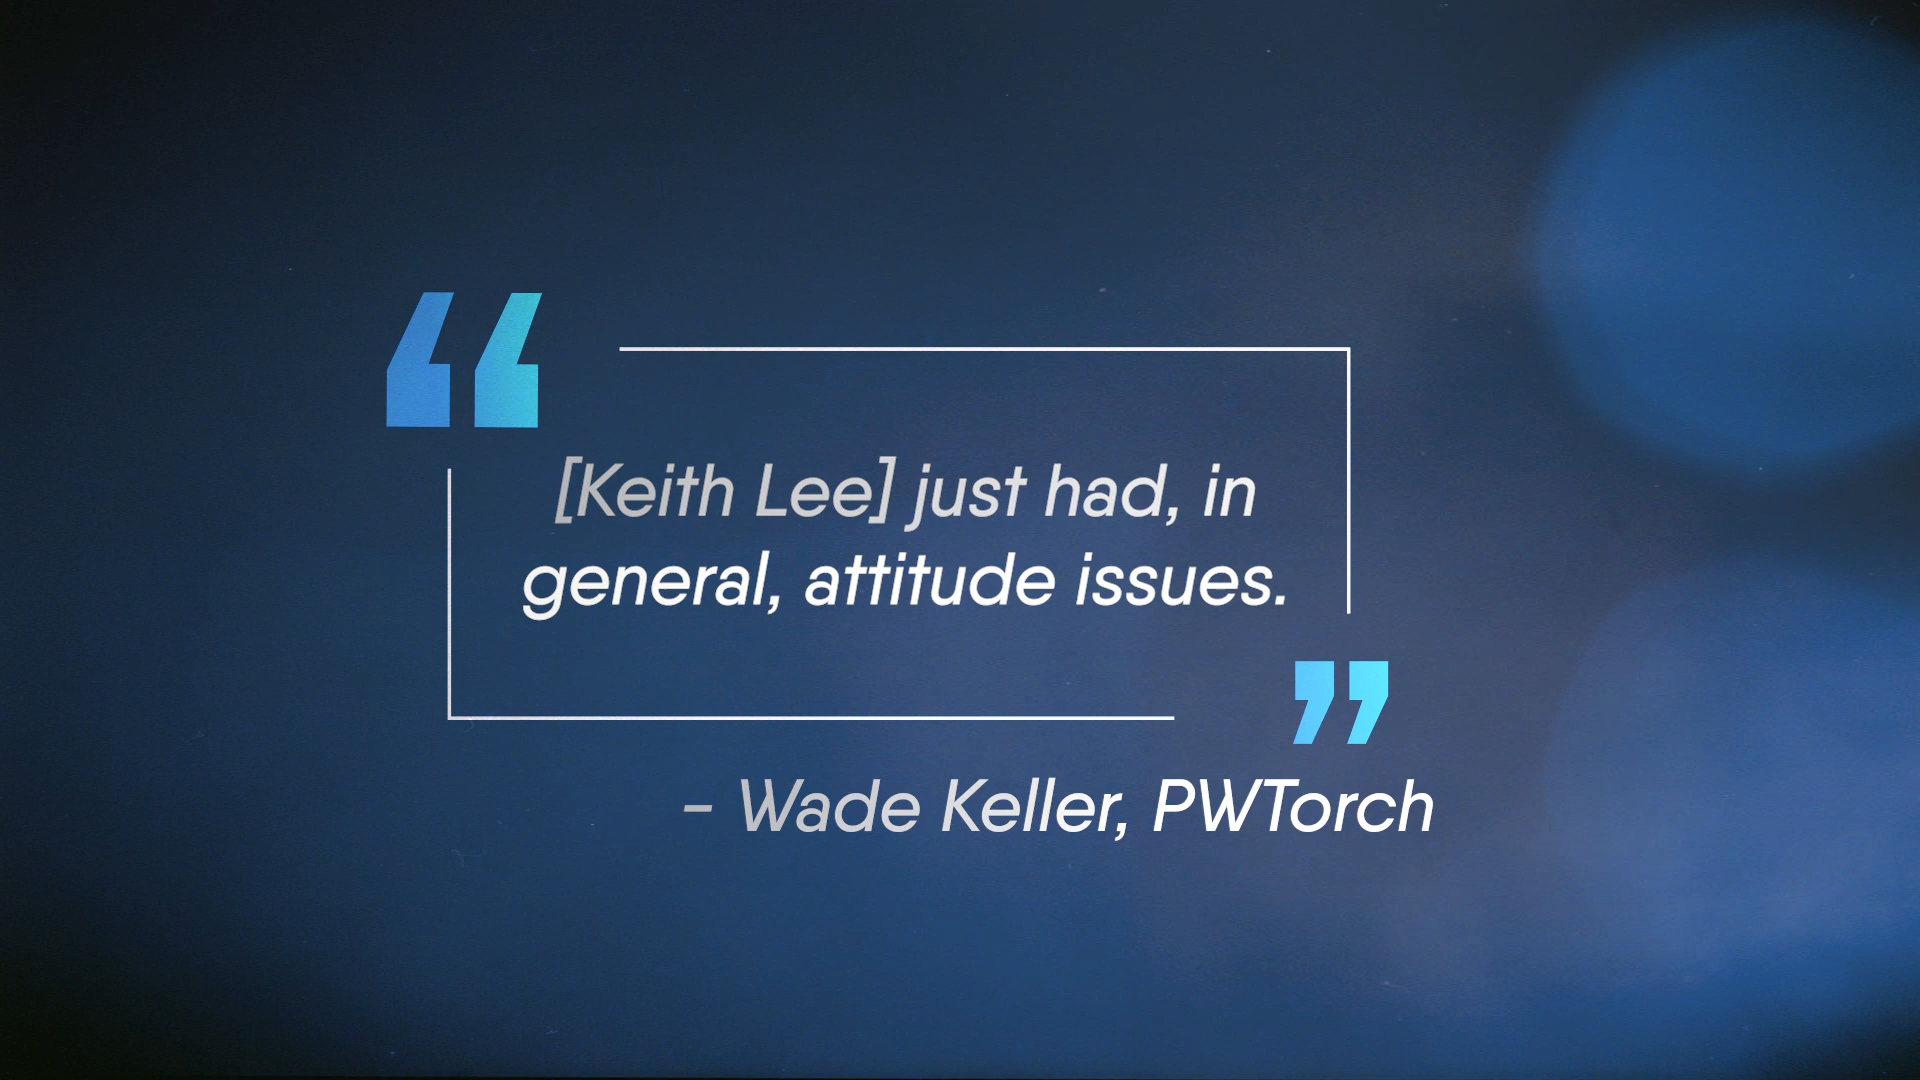 “
[Keith Lee] just had, in
general, attitude issues.
”
- Wade Keller, PWTorch